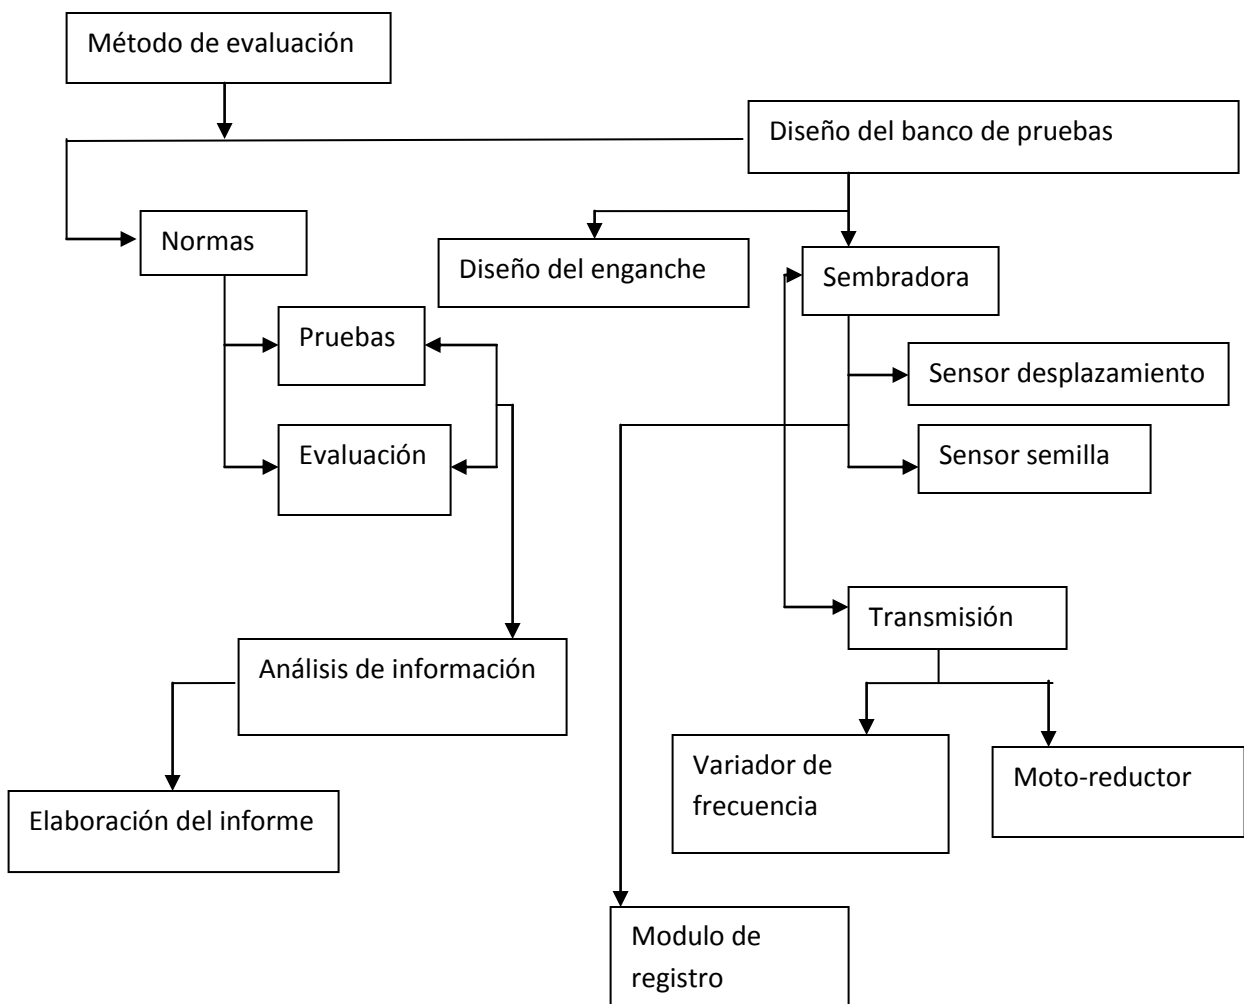 Método de evaluación
Diseño del banco de pruebas
Normas
Diseño del enganche
Sembradora
Pruebas
Sensor desplazamiento
Evaluación
Sensor semilla
Transmisión
Análisis de información
Variador de
frecuencia
Moto-reductor
Elaboración del informe
Modulo de
registro